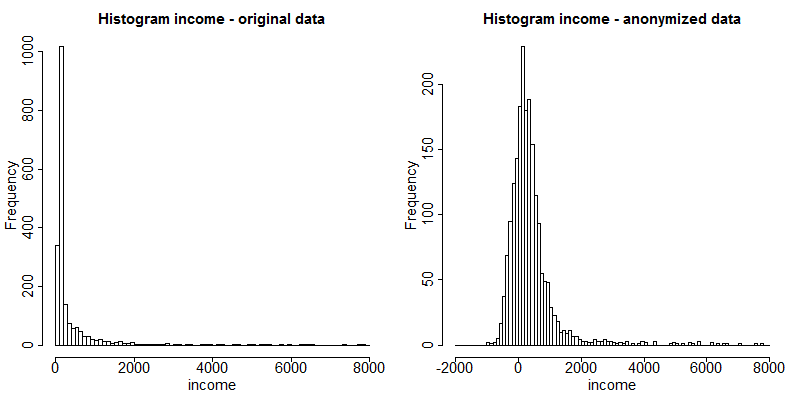 Histogram income - original data
Frequency
0 200 400 600 800 1000
0 2000 4000 6000 8000
income
Histogram income - anonymized data
Frequency
0 50 100 150 200
-2000 0 2000 4000 6000 8000
income